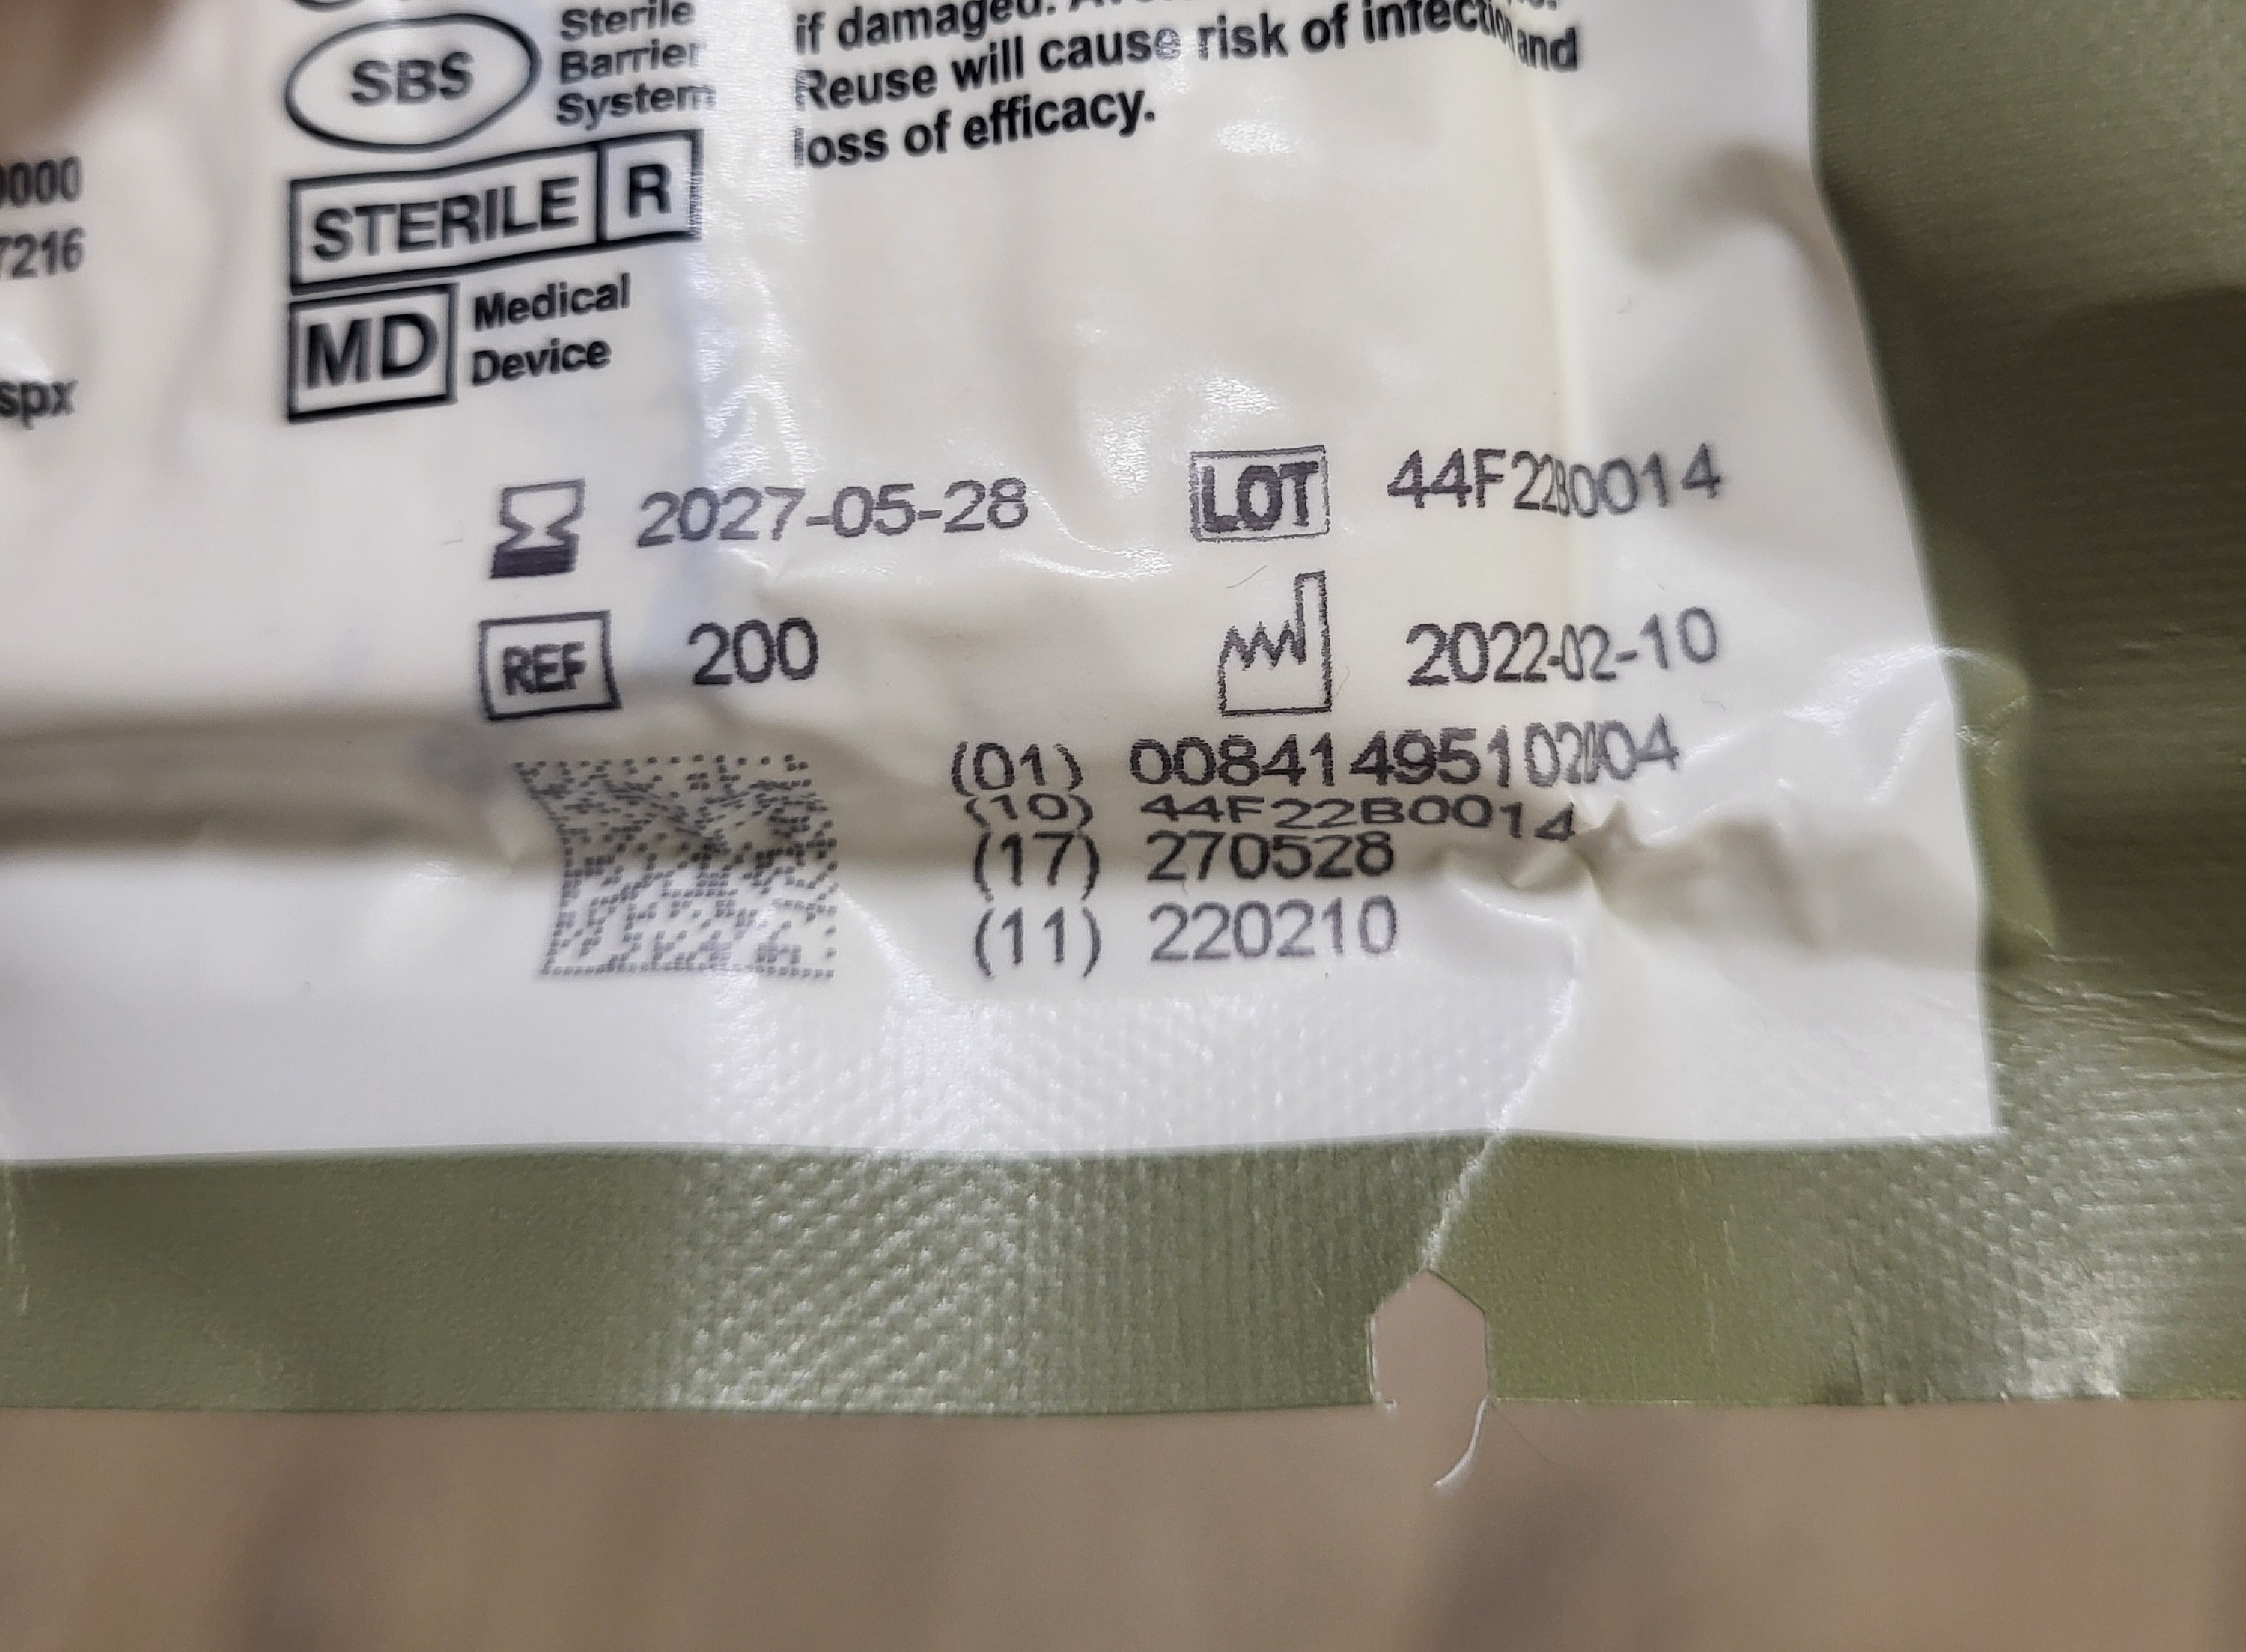 Sterile
Barrier
System
SBS
if damaged.
Reuse will cause risk of infection and
loss of efficacy.
0000
7216
STERILE R
MD Medical
Device
spx
2027-05-28
LOT 44F22B0014
REF 200
2022-02-10
(01)
(10) 44F22B0014
(17) 270528
(11) 220210